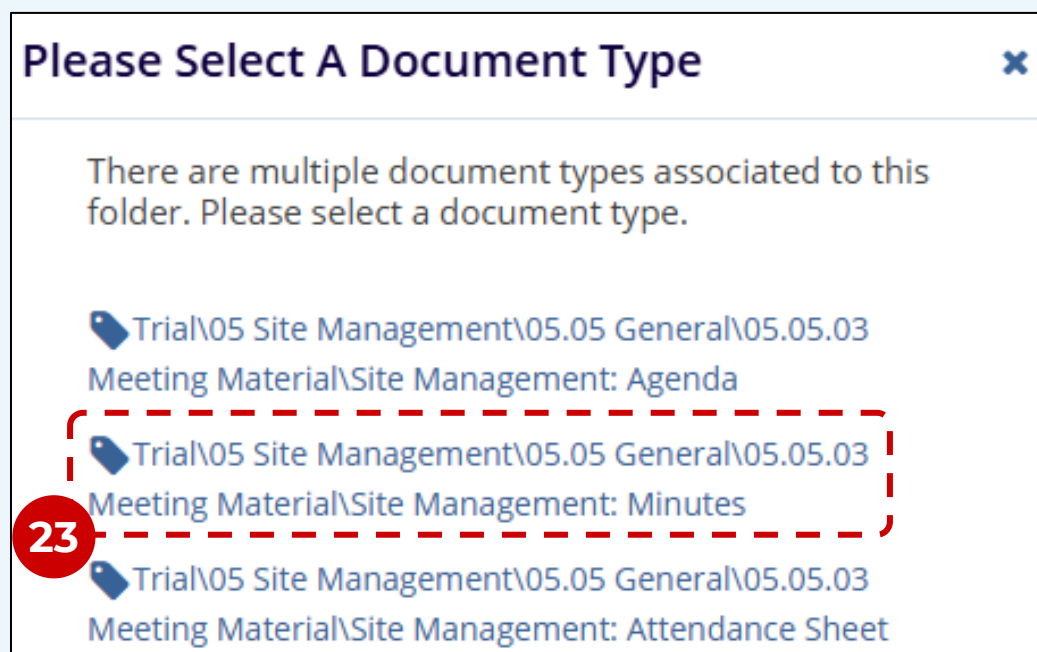 Please Select A Document Type
There are multiple document types associated to this
folder. Please select a document type.
Trial\05 Site Management\05.05 General\05.05.03
Meeting Material\Site Management: Agenda
Trial\05 Site Management\05.05 General\05.05.03
Meeting Material\Site Management: Minutes
23
Trial\05 Site Management\05.05 General\05.05.03
Meeting Material\Site Management: Attendance Sheet